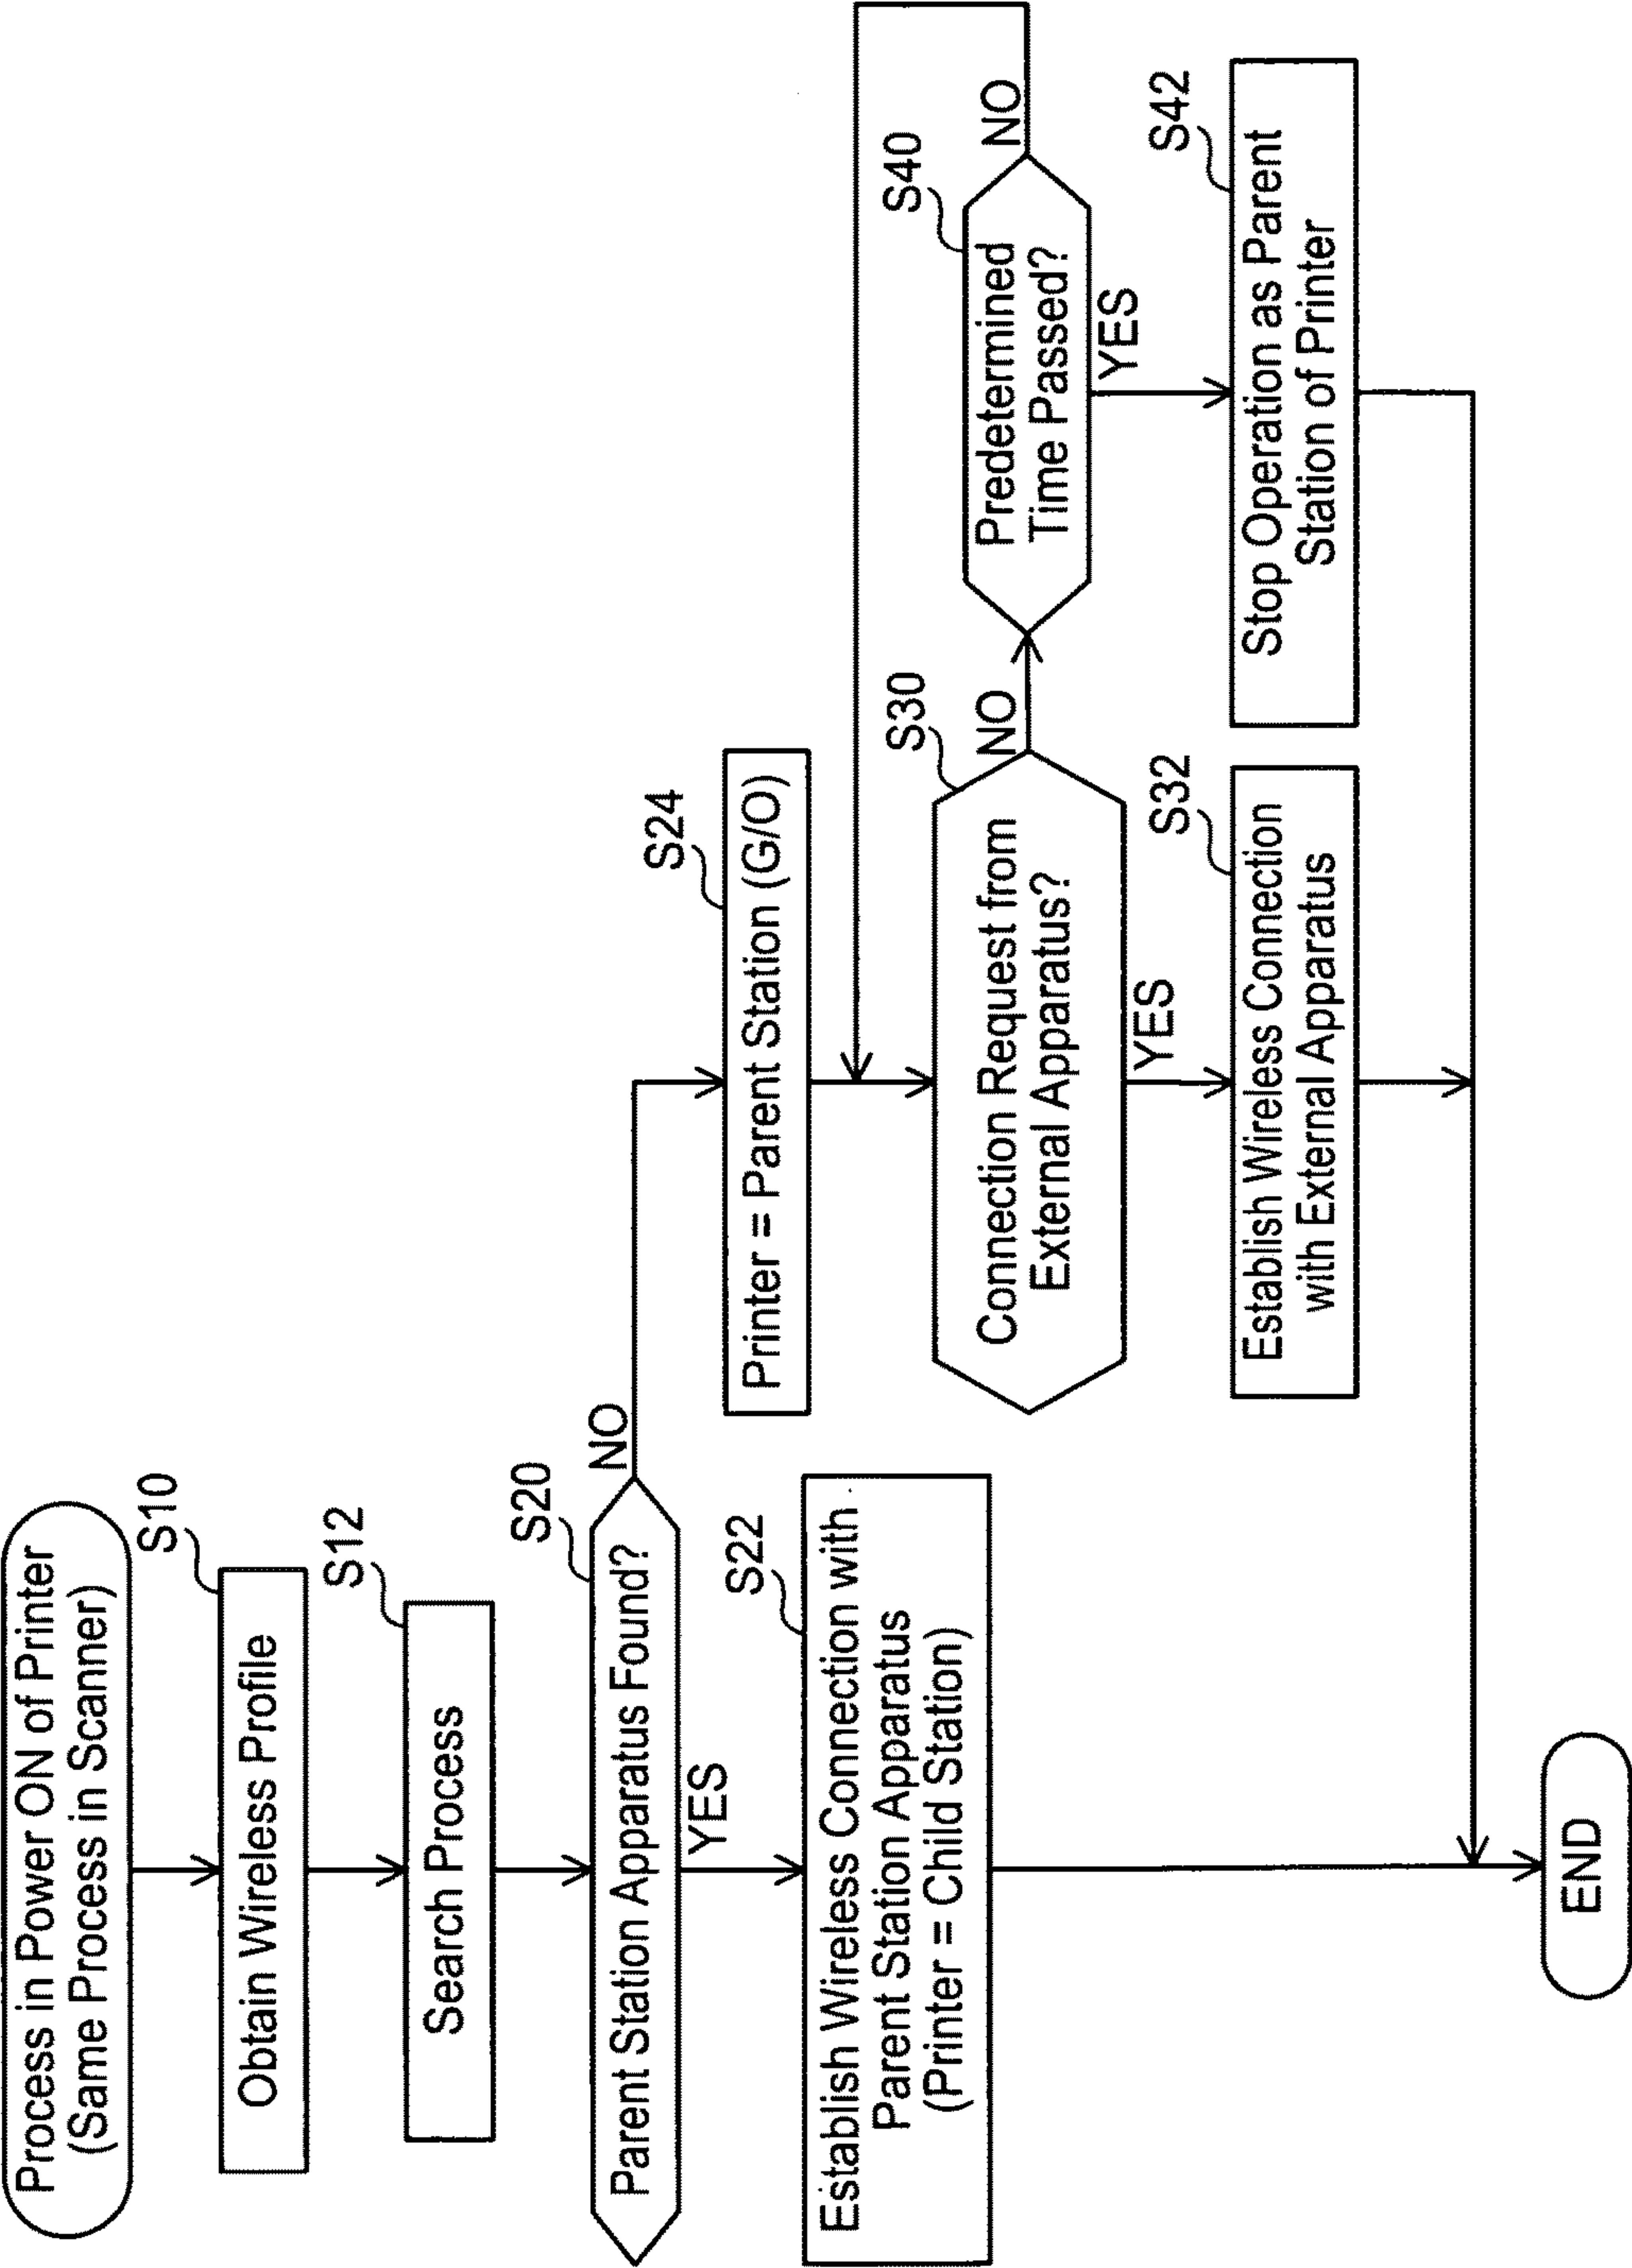 Process in Power ON of Printer
(Same Process in Scanner)
S10
Obtain Wireless Profile
S12
Search Process
S20
Parent Station Apparatus Found?
NO
YES
S22
Establish Wireless Connection with
Parent Station Apparatus
(Printer = Child Station)
S24
Printer = Parent Station (G/O)
S30
Connection Request from
External Apparatus?
NO
YES
S32
Establish Wireless Connection
with External Apparatus
S40
Predetermined
Time Passed?
NO
YES
S42
Stop Operation as Parent
Station of Printer
END